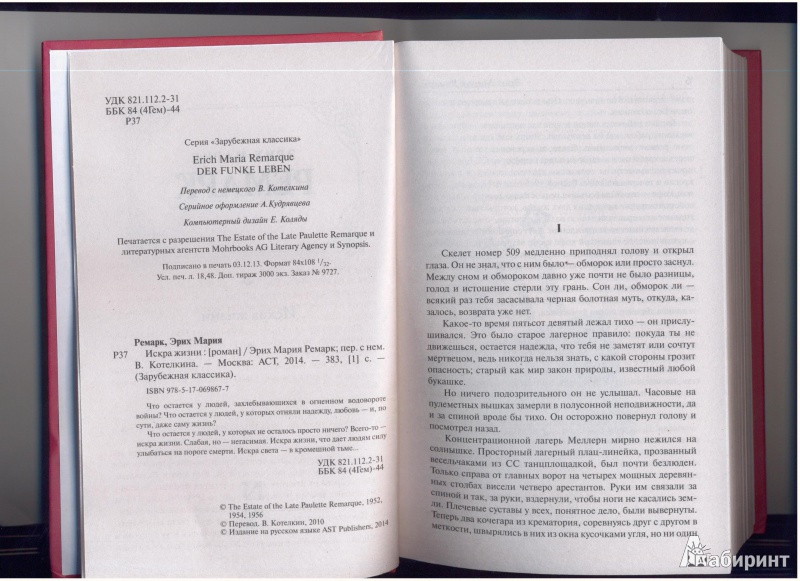 УДК 821.112.2-31
ББК 84 (4Гем)-44
Р37
Серия «Зарубежная классика»
Erich Maria Remarque
DER FUNKE LEBEN
Перевод с немецкого В. Котелкина
Серийное оформление А.Кудрявцева
Компьютерный дизайн Е. Коляды
Печатается с разрешения The Estate of the Late Paulette Remarque и
литературных агентств Mohrbooks AG Literary Agency и Synopsis.
Подписано в печать 03.12.13. Формат 84x108 1/32.
Усл. печ. л. 18,48. Доп. тираж 3000 экз. Заказ № 9727.
Ремарк, Эрих Мария
Р37 Искра жизни : [роман] / Эрих Мария Ремарк; пер. с нем.
В. Котелкина. — Москва: АСТ, 2014. — 383, [1] с. —
(Зарубежная классика).
ISBN 978-5-17-069867-7
Что остается у людей, захлебывающихся в огненном водовороте
войны? Что остается у людей, у которых отняли надежду, любовь — и, по
сути, даже саму жизнь?
Что остается у людей, у которых не осталось просто ничего? Всего-то —
искра жизни. Слабая, но — негасимая. Искра жизни, что дает людям силу
улыбаться на пороге смерти. Искра света — в кромешной тьме...
УДК 821.112.2-31
ББК 84 (4Гем)-44
© The Estate of the Late Paulette Remarque, 1952,
1954, 1956
© Перевод. В. Котелкин, 2010
© Издание на русском языке AST Publishers, 2014
I
Скелет номер 509 медленно приподнял голову и открыл
глаза. Он не знал, что с ним было — обморок или просто заснул.
Между сном и обмороком давно уже почти не было разницы,
голод и истощение стерли эту грань. Сон ли, обморок ли —
всякий раз тебя засасывала черная болотная муть, откуда, ка-
залось, возврата уже нет.
Какое-то время пятьсот девятый лежал тихо — он прислу-
шивался. Это было старое лагерное правило: покуда ты не
движешься, остается надежда, что тебя не заметят или сочтут
мертвецом, ведь никогда нельзя знать, с какой стороны грозит
опасность; старый как мир закон природы, известный любой
букашке.
Но ничего подозрительного он не услышал. Часовые на
пулеметных вышках замерли в полусонной неподвижности, да
и за спиной вроде бы тихо. Он осторожно повернул голову и
посмотрел назад.
Концентрационный лагерь Меллерн мирно нежился на
солнышке. Просторный лагерный плац-линейка, прозванный
весельчаками из СС танцплощадкой, был почти безлюден.
Только справа от главных ворот на четырех мощных деревян-
ных столбах висели четверо арестантов. Руки им связали за
спиной и так, за руки, вздернули, чтобы ноги не касались зем-
ли. Плечевые суставы у всех, понятное дело, были вывернуты.
Теперь два кочегара из крематория, соревнуясь друг с другом в
меткости, швырялись в них из окна кусочками угля, но ни один
Лабиринт